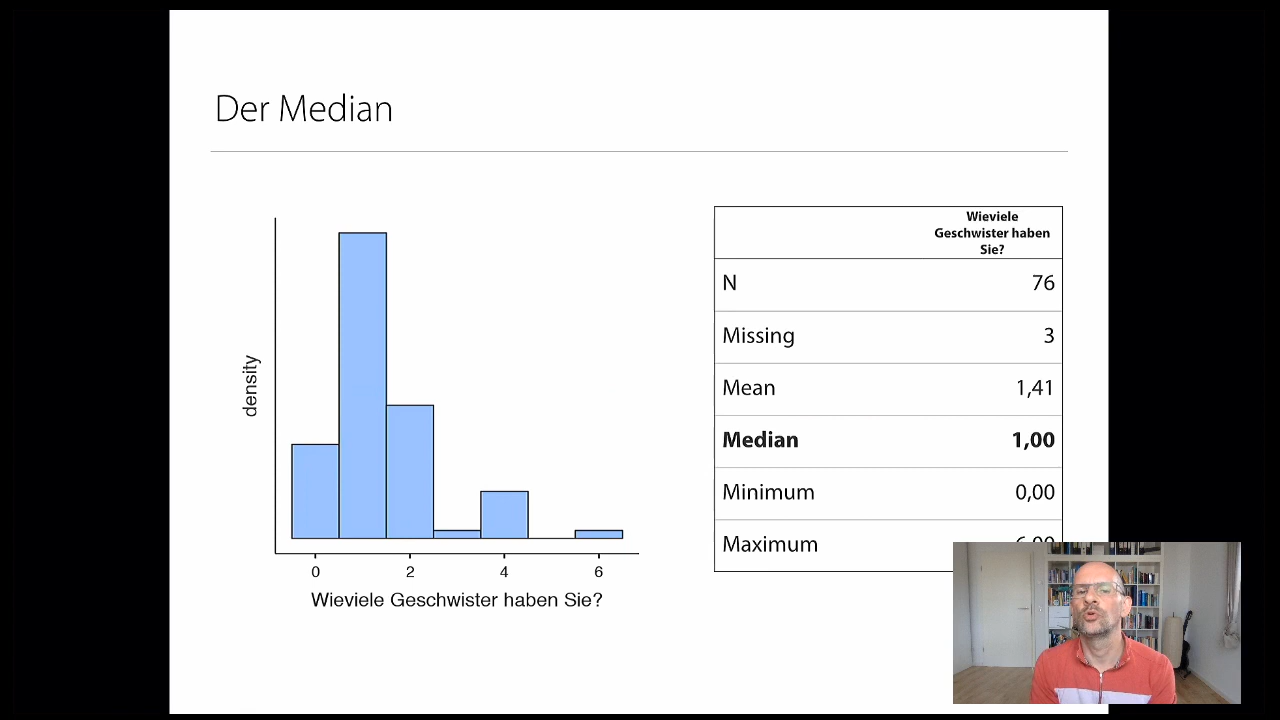 Der Median
density
0 2 4 6
Wieviele Geschwister haben Sie?
Wieviele
Geschwister haben
Sie?
N 76
Missing 3
Mean 1,41
Median 1,00
Minimum 0,00
Maximum